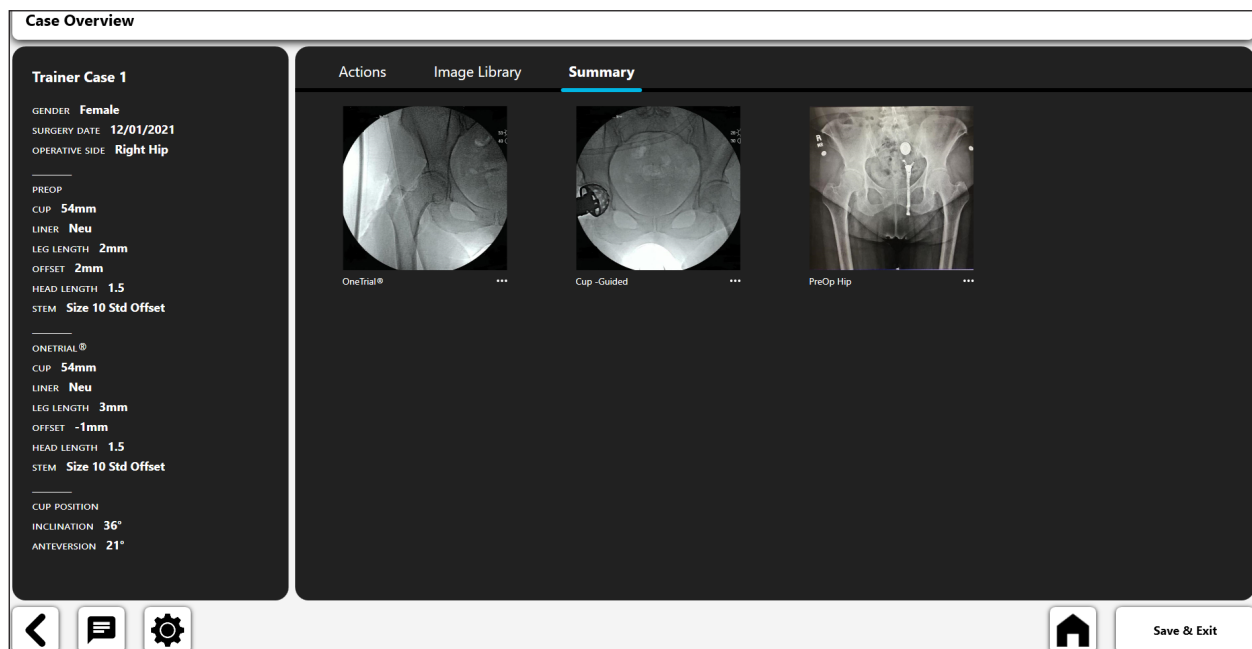 Case Overview
Trainer Case 1
GENDER Female
SURGERY DATE 12/01/2021
OPERATIVE SIDE Right Hip
PREOP
CUP 54mm
LINER Neu
LEG LENGTH 2mm
OFFSET 2mm
HEAD LENGTH 1.5
STEM Size 10 Std Offset
ONETRIAL®
CUP 54mm
LINER Neu
LEG LENGTH 3mm
OFFSET -1mm
HEAD LENGTH 1.5
STEM Size 10 Std Offset
CUP POSITION
INCLINATION 36°
ANTEVERSION 21°
Actions Image Library Summary
OneTrial® ...
Cup -Guided ...
PreOp Hip ...
Save & Exit